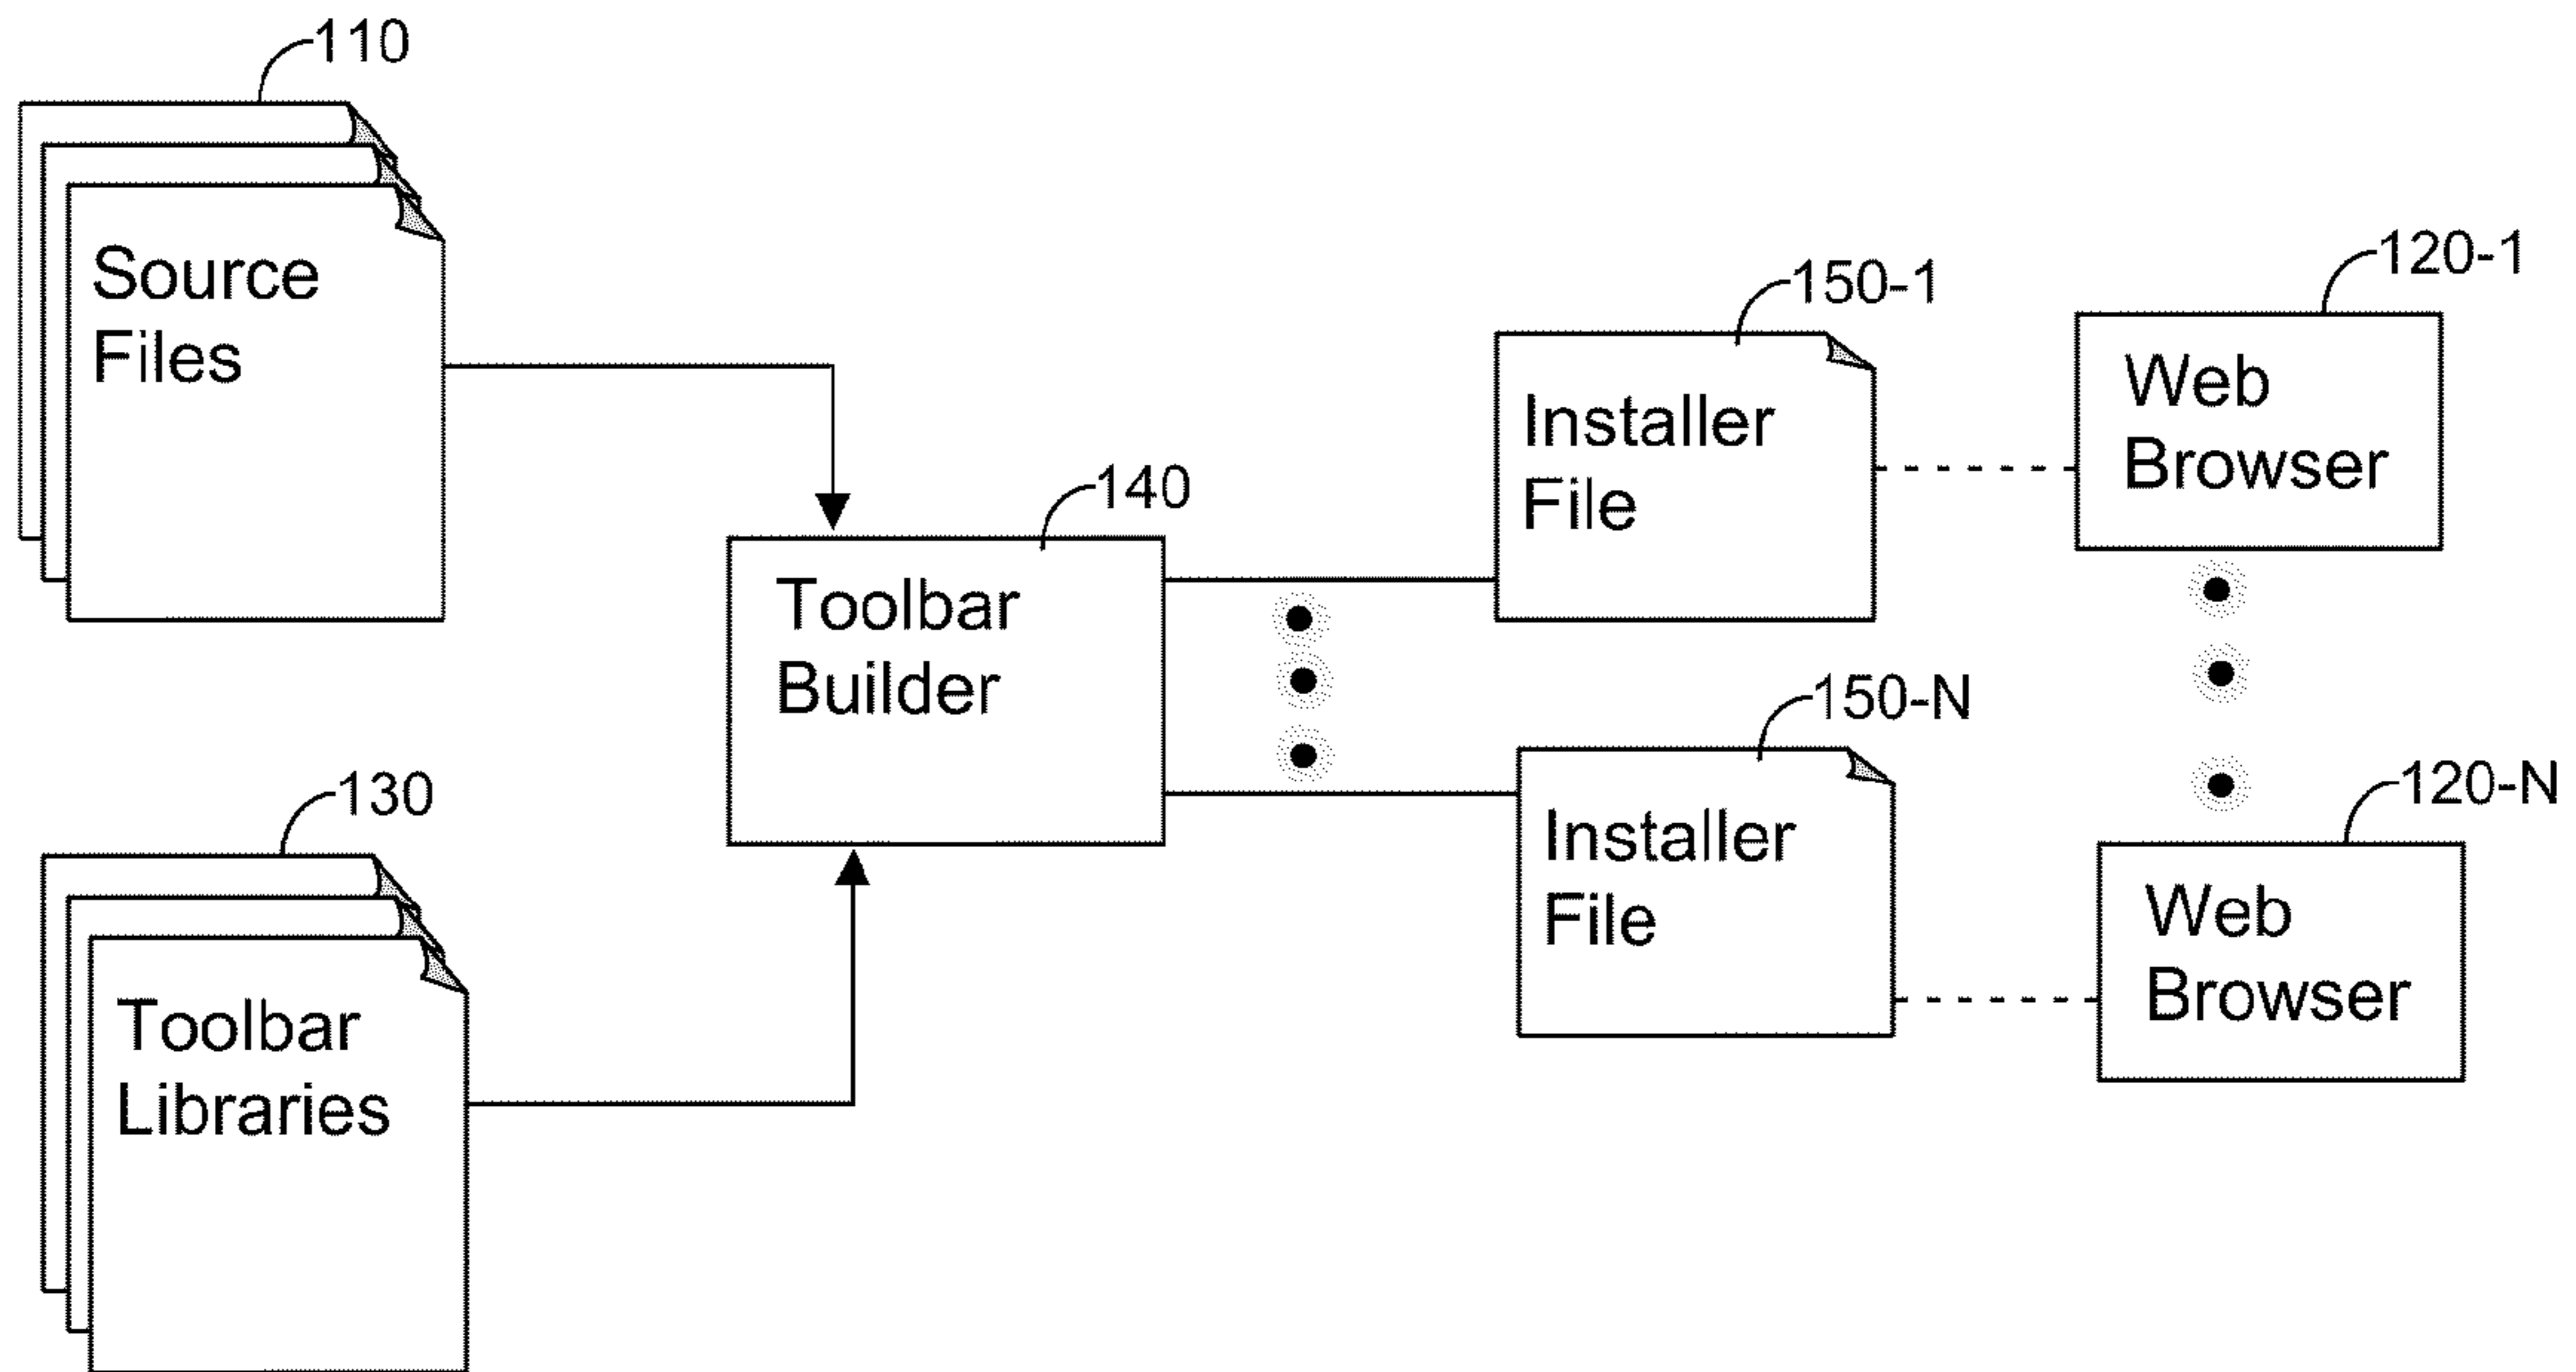 110
Source
Files
130
Toolbar
Libraries
140
Toolbar
Builder
150-1
Installer
File
150-N
Installer
File
120-1
Web
Browser
120-N
Web
Browser